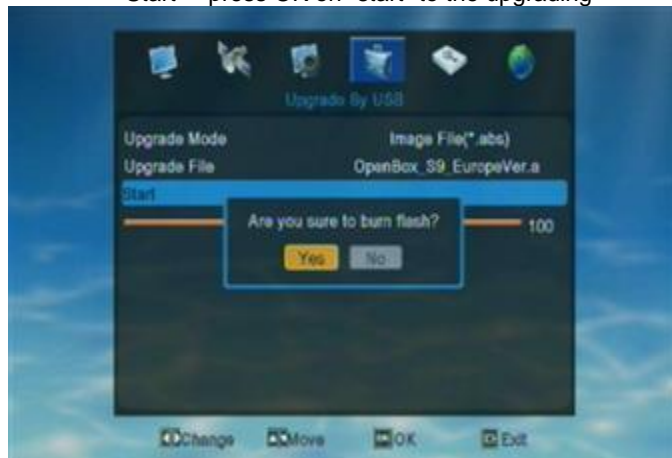 "Start" press OK on "start" to the upgrading
Upgrade By USB
Upgrade Mode Image File(*.abs)
Upgrade File OpenBox_S9_EuropeVer.a
Start
Are you sure to burn flash?
100
Yes No
Change Move OK Exit